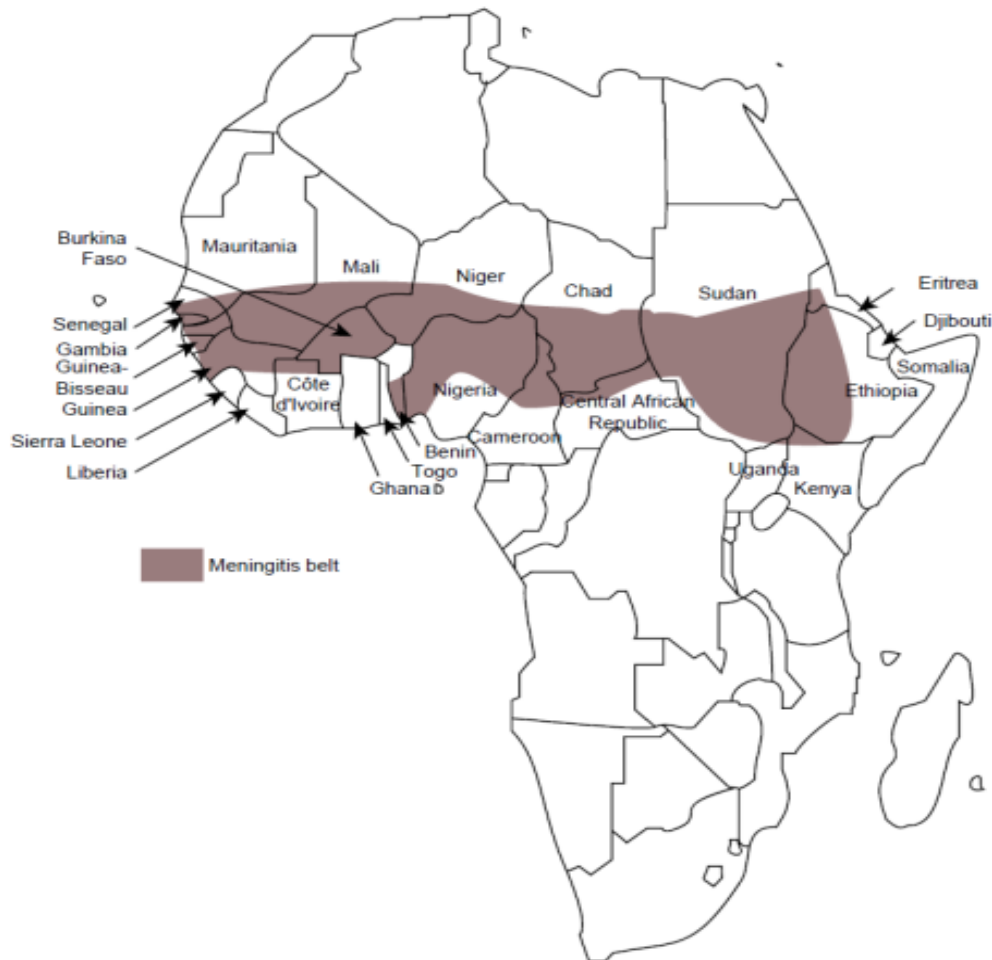 Burkina
Faso
Mauritania
Mali
Niger
Chad
Sudan
Eritrea
Djibouti
Somalia
Ethiopia
Senegal
Gambia
Guinea-
Bisseau
Guinea
Sierra Leone
Liberia
Côte
d'Ivoire
Nigeria
Central African
Republic
Cameroon
Benin
Togo
Ghana
Uganda
Kenya
Meningitis belt